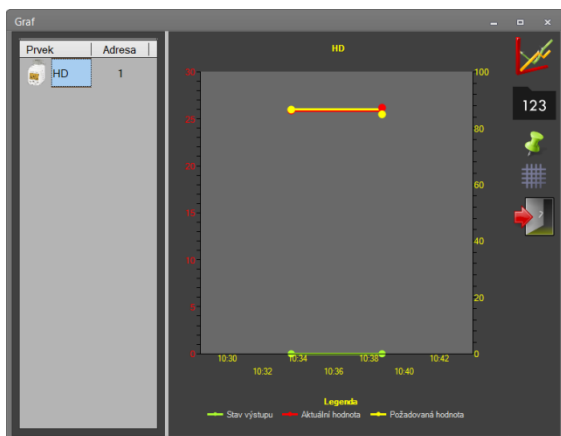 Graf
Prvek Adresa
HD 1
HD
30 100
25
80
20
60
15
40
10
20
5
0 0
10:30 10:34 10:38 10:42
10:32 10:36 10:40
Legenda
Stav výstupu Aktuální hodnota Požadovaná hodnota
123